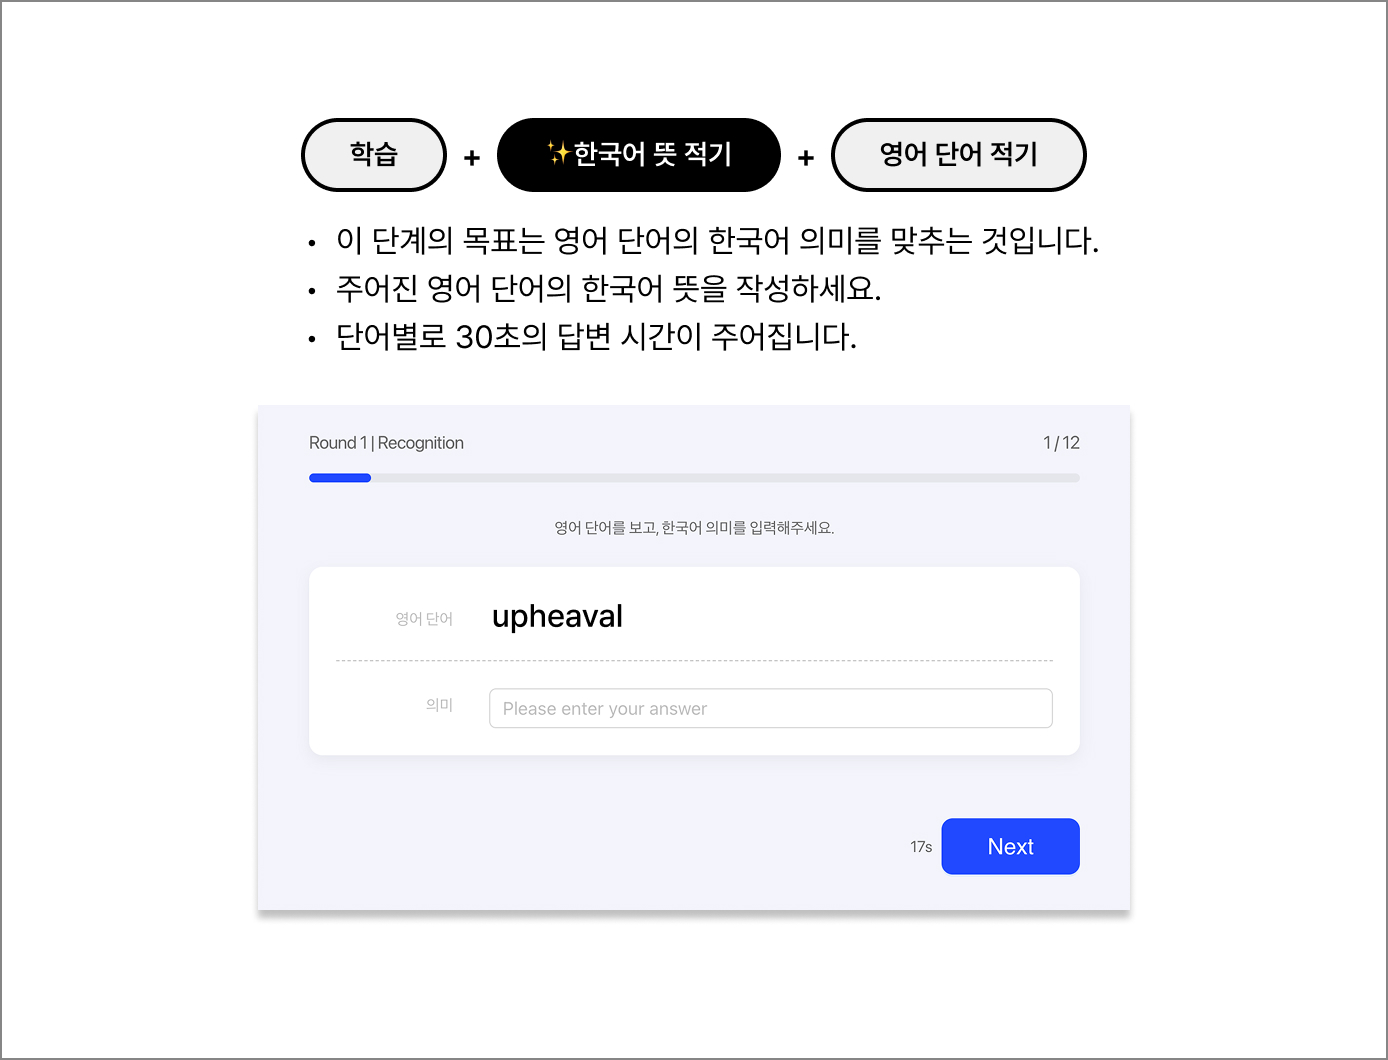 학습 + ✨한국어 뜻 적기 + 영어 단어 적기
• 이 단계의 목표는 영어 단어의 한국어 의미를 맞추는 것입니다.
• 주어진 영어 단어의 한국어 뜻을 작성하세요.
• 단어별로 30초의 답변 시간이 주어집니다.
Round 1 | Recognition 1 / 12
영어 단어를 보고, 한국어 의미를 입력해주세요.
영어 단어 upheaval
의미 Please enter your answer
17s Next